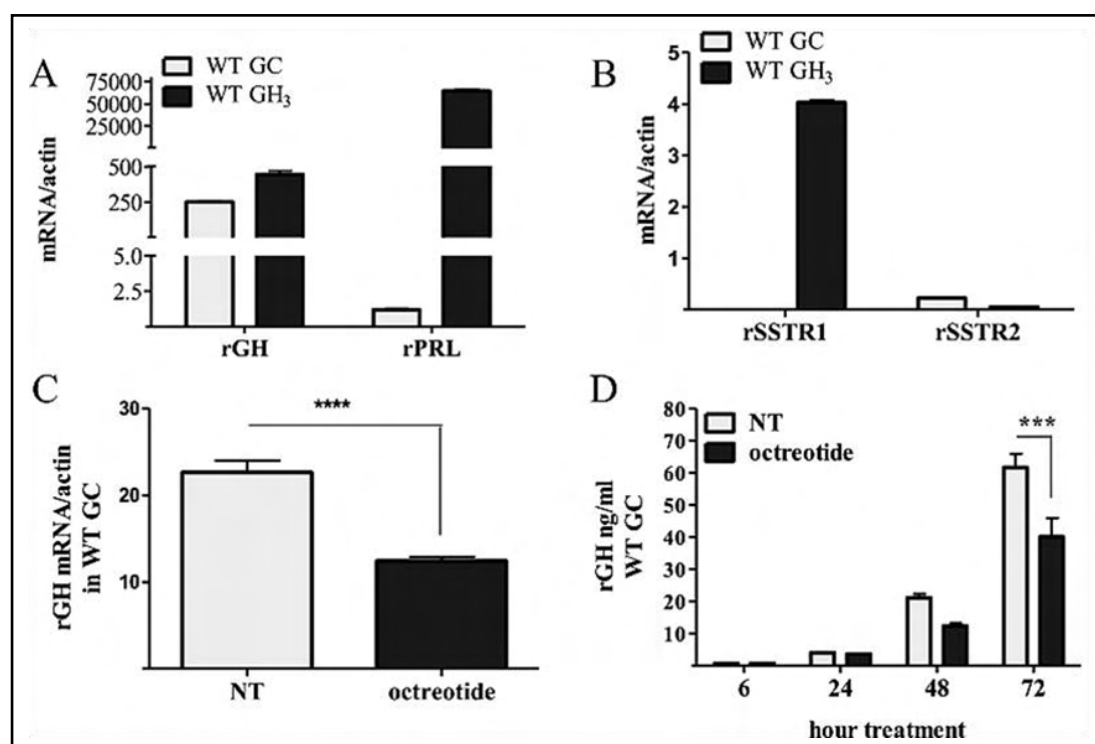 A
WT GC
WT GH₃
mRNA/actin
75000
50000
25000
500
250
5.0
2.5
rGH
rPRL
B
WT GC
WT GH₃
mRNA/actin
5
4
3
2
1
rSSTR1
rSSTR2
C
rGH mRNA/actin
in WT GC
30
20
10
****
NT
octreotide
D
NT
octreotide
rGH ng/ml
WT GC
80
70
60
50
40
30
20
10
***
6
24
48
72
hour treatment